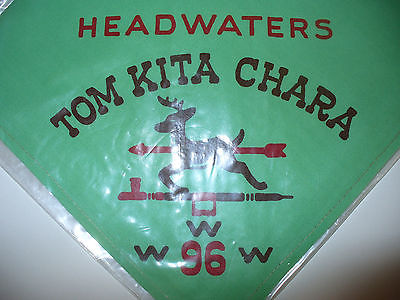 HEADWATERS
TOM KITA CHARA
W
W 96 W